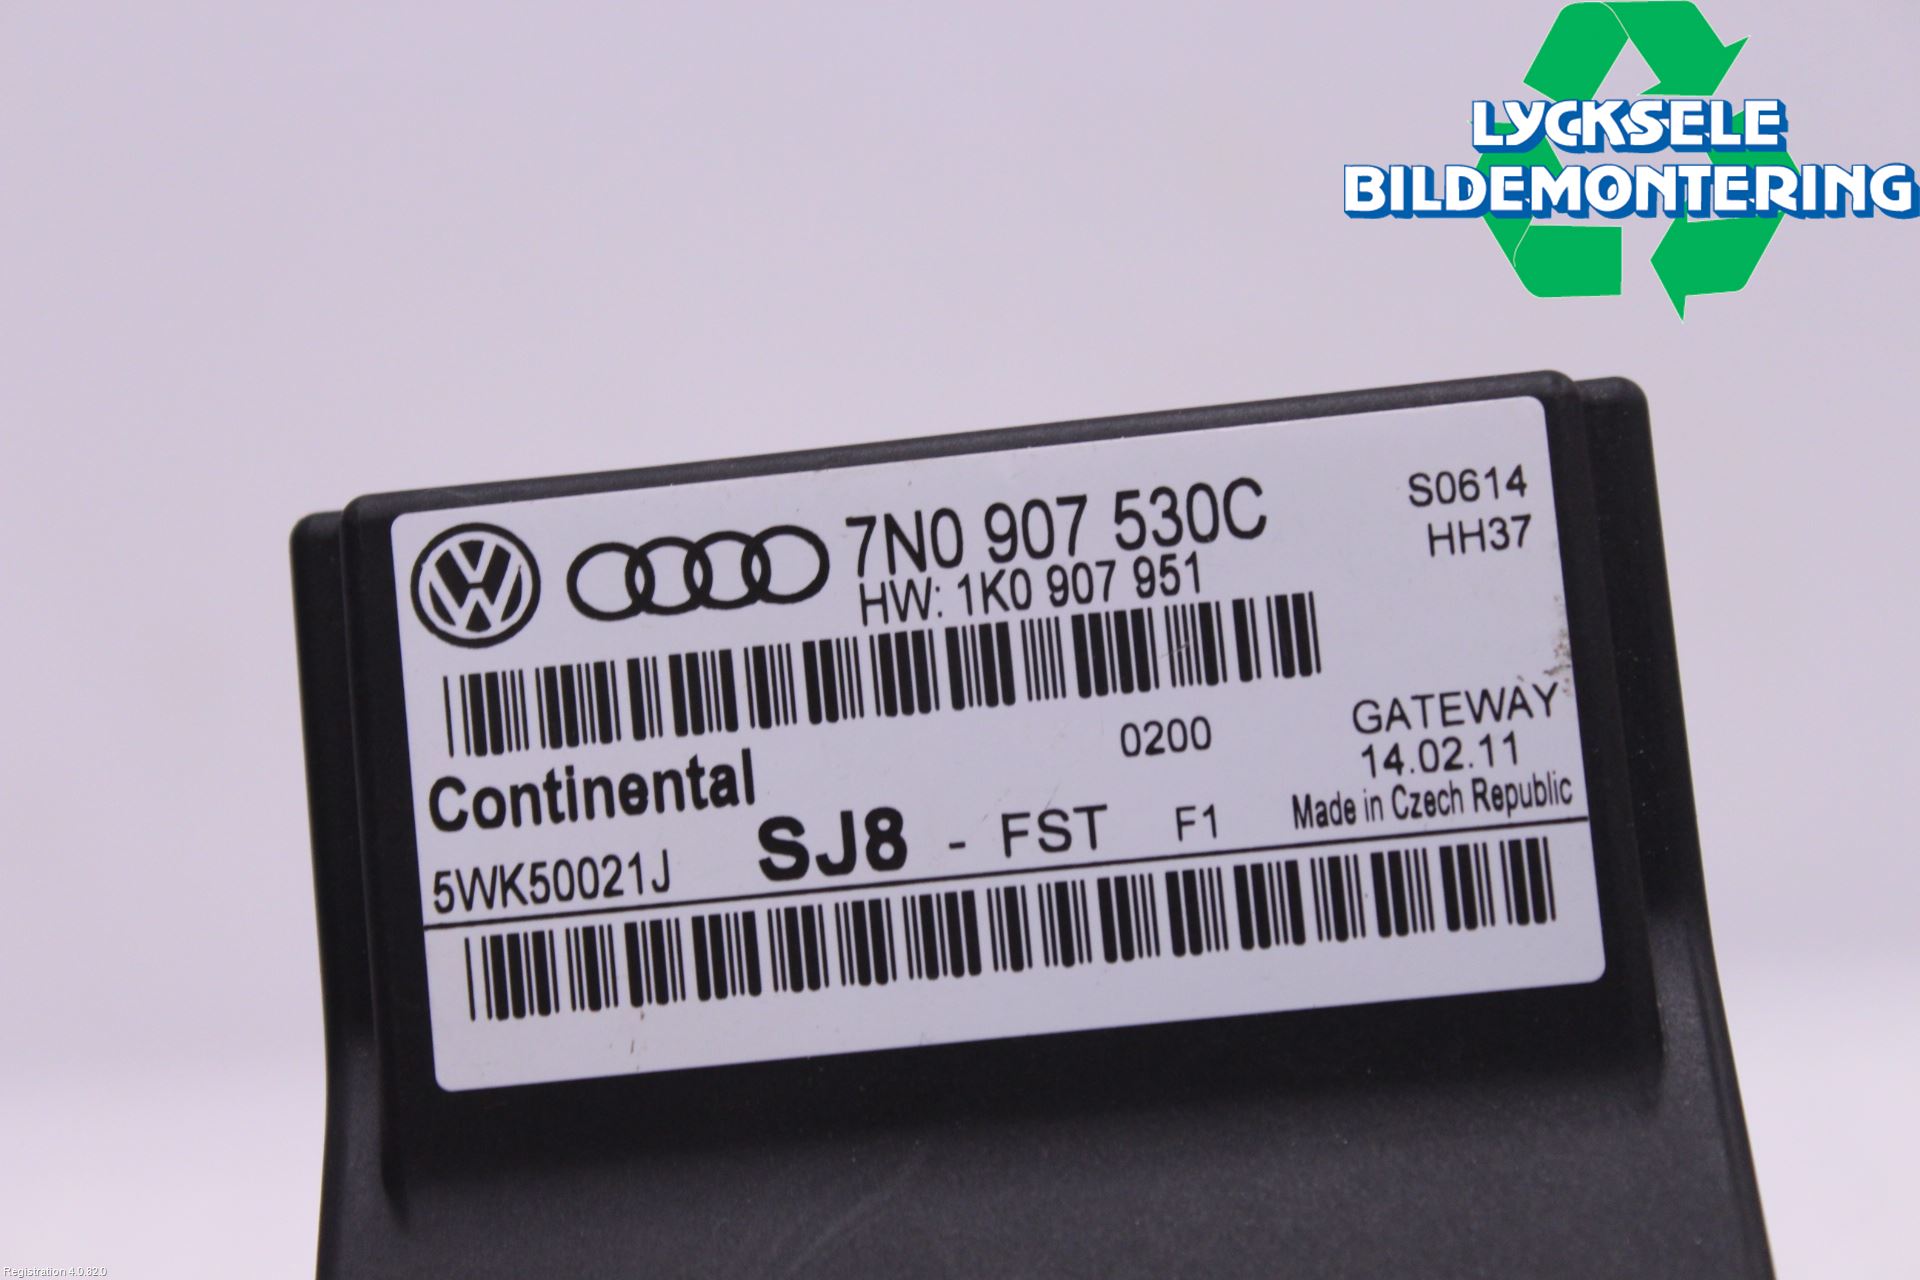 LYCKSELE
BILDEMONTERING
7N0 907 530C
HW: 1K0 907 951
S0614
HH37
0200
GATEWAY
14.02.11
Made in Czech Republic
Continental
5WK50021J
SJ8 - FST F1
Registration 4.0.82.0